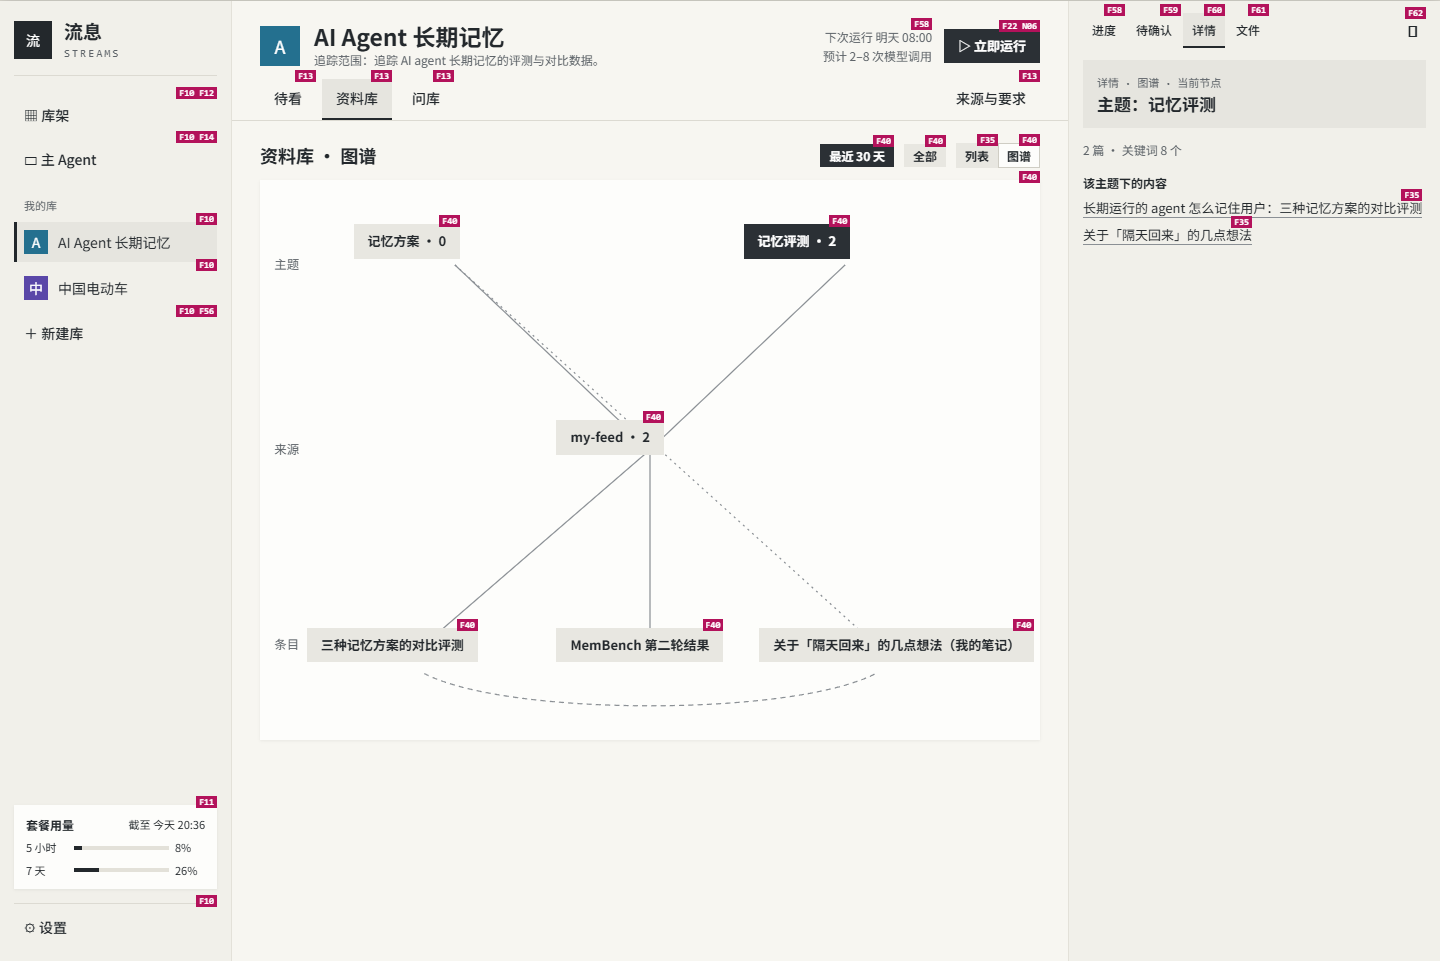 流
流息
STREAMS
F10 F12
库架
F10 F14
主 Agent
我的库
F10
A
AI Agent 长期记忆
F10
中
中国电动车
F10 F56
新建库
F11
套餐用量
截至 今天 20:36
5 小时
8%
7 天
26%
F10
设置
A
AI Agent 长期记忆
追踪范围：追踪 AI agent 长期记忆的评测与对比数据。
F58
下次运行 明天 08:00
预计 2–8 次模型调用
F22 N06
立即运行
F13
待看
F13
资料库
F13
问库
F13
来源与要求
资料库 · 图谱
F40
最近 30 天
F40
全部
F35
列表
F40
图谱
F40
主题
F40
记忆方案 · 0
F40
记忆评测 · 2
来源
F40
my-feed · 2
条目
F40
三种记忆方案的对比评测
F40
MemBench 第二轮结果
F40
关于「隔天回来」的几点想法（我的笔记）
F58
进度
F59
待确认
F60
详情
F61
文件
F62
详情 · 图谱 · 当前节点
主题：记忆评测
2 篇 · 关键词 8 个
该主题下的内容
F35
长期运行的 agent 怎么记住用户：三种记忆方案的对比评测
F35
关于「隔天回来」的几点想法